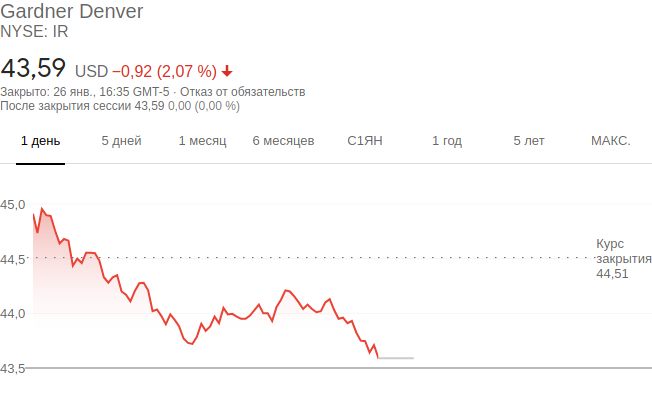 Gardner Denver
NYSE: IR
43,59 USD −0,92 (2,07 %)
Закрыто: 26 янв., 16:35 GMT-5 · Отказ от обязательств
После закрытия сессии 43,59 0,00 (0,00 %)
1 день 5 дней 1 месяц 6 месяцев С1ЯН 1 год 5 лет МАКС.
45,0
Курс
44,5 закрытия
44,51
44,0
43,5